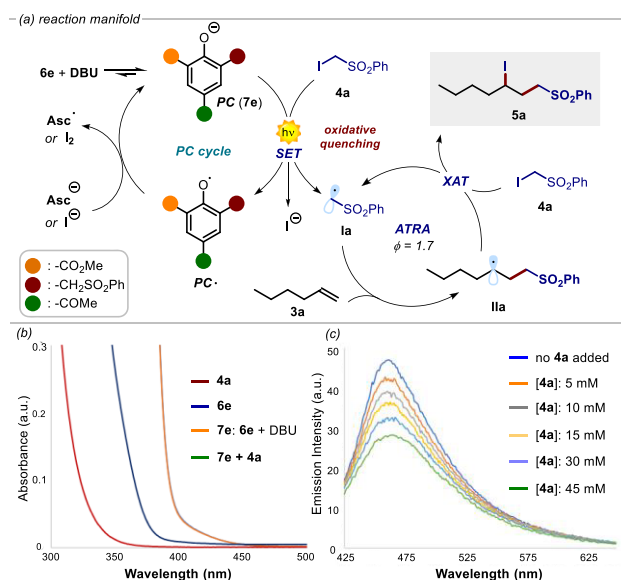 (a) reaction manifold
6e + DBU
O⊖
PC (7e)
I
SO₂Ph
4a
I
SO₂Ph
5a
Asc·
or I₂
PC cycle
hν
SET
oxidative
quenching
XAT
I
SO₂Ph
4a
Asc⊖
or I⊖
O·
I⊖
SO₂Ph
Ia
ATRA
ϕ = 1.7
: -CO₂Me
: -CH₂SO₂Ph
: -COMe
PC·
3a
SO₂Ph
IIa
(b)
Absorbance (a.u.)
0.3
0.2
0.1
0
300
350
400
450
500
Wavelength (nm)
4a
6e
7e: 6e + DBU
7e + 4a
(c)
Emission Intensity (a.u.)
50
40
30
20
10
0
425
475
525
575
625
Wavelength (nm)
no 4a added
[4a]: 5 mM
[4a]: 10 mM
[4a]: 15 mM
[4a]: 30 mM
[4a]: 45 mM